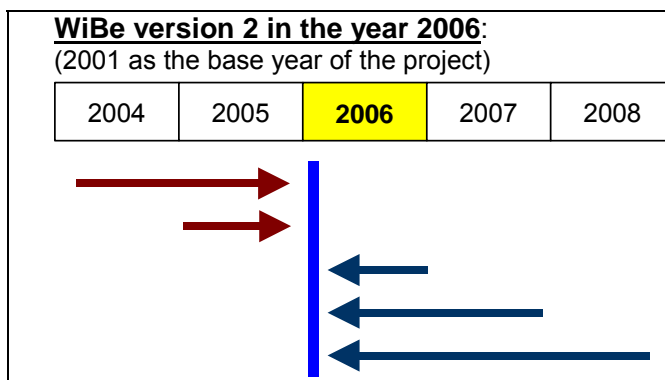 WiBe version 2 in the year 2006:
(2001 as the base year of the project)
2004 2005 2006 2007 2008